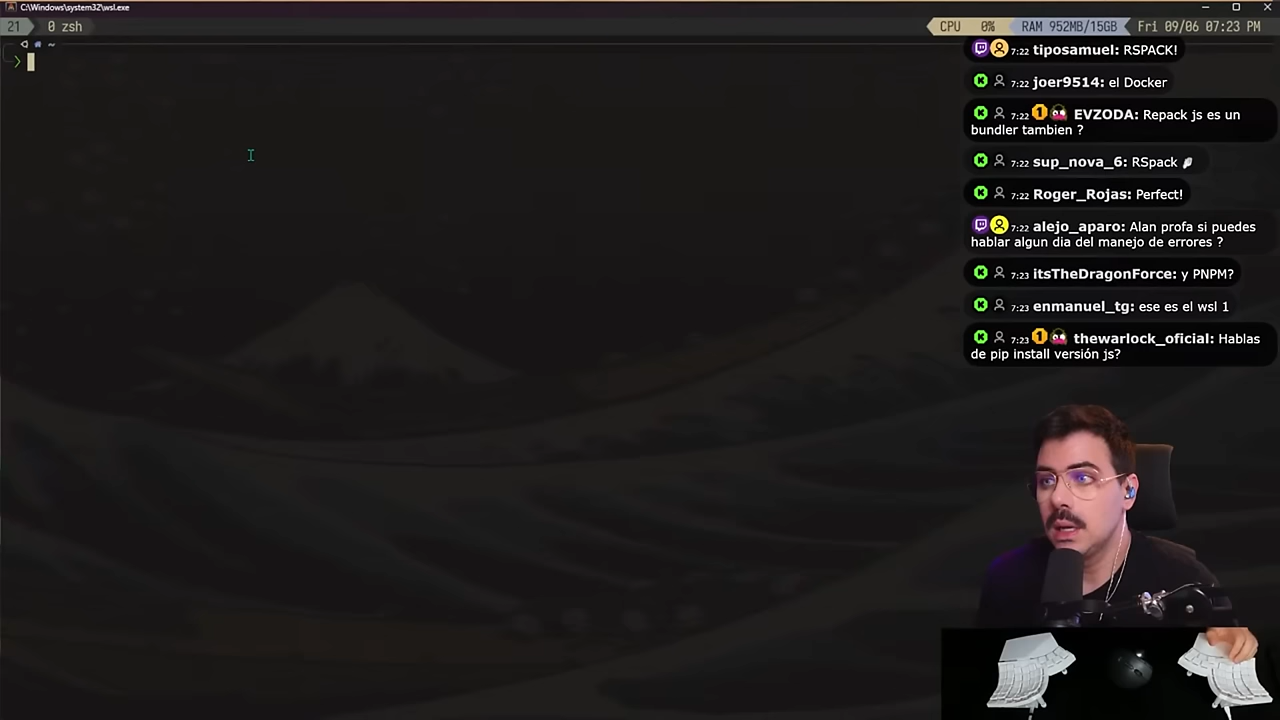 C:\Windows\system32\wsl.exe
21 0 zsh CPU 0% RAM 952MB/15GB Fri 09/06 07:23 PM
~
7:22 tiposamuel: RSPACK!
7:22 joer9514: el Docker
7:22 1 EVZODA: Repack js es un
bundler tambien ?
7:22 sup_nova_6: RSpack
7:22 Roger_Rojas: Perfect!
7:22 alejo_aparo: Alan profa si puedes
hablar algun dia del manejo de errores ?
7:23 itsTheDragonForce: y PNPM?
7:23 enmanuel_tg: ese es el wsl 1
7:23 1 thewarlock_oficial: Hablas
de pip install versión js?